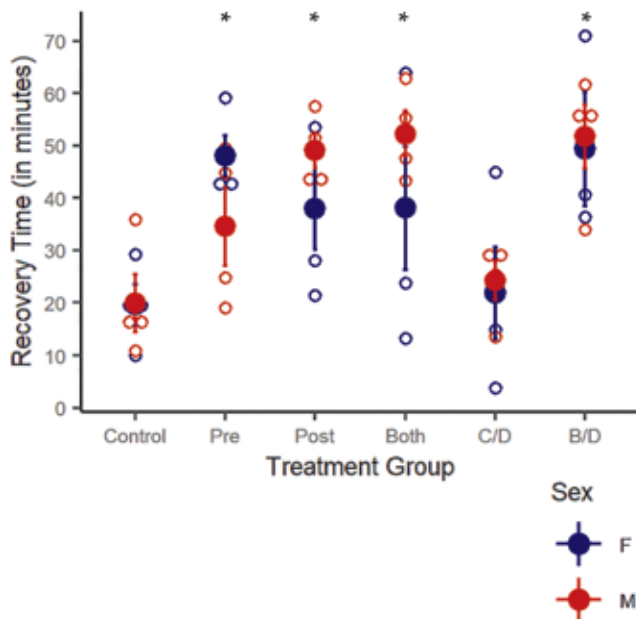 * * * *
70
60
50
40
30
20
10
0
Recovery Time (in minutes)
Control Pre Post Both C/D B/D
Treatment Group
Sex
F
M